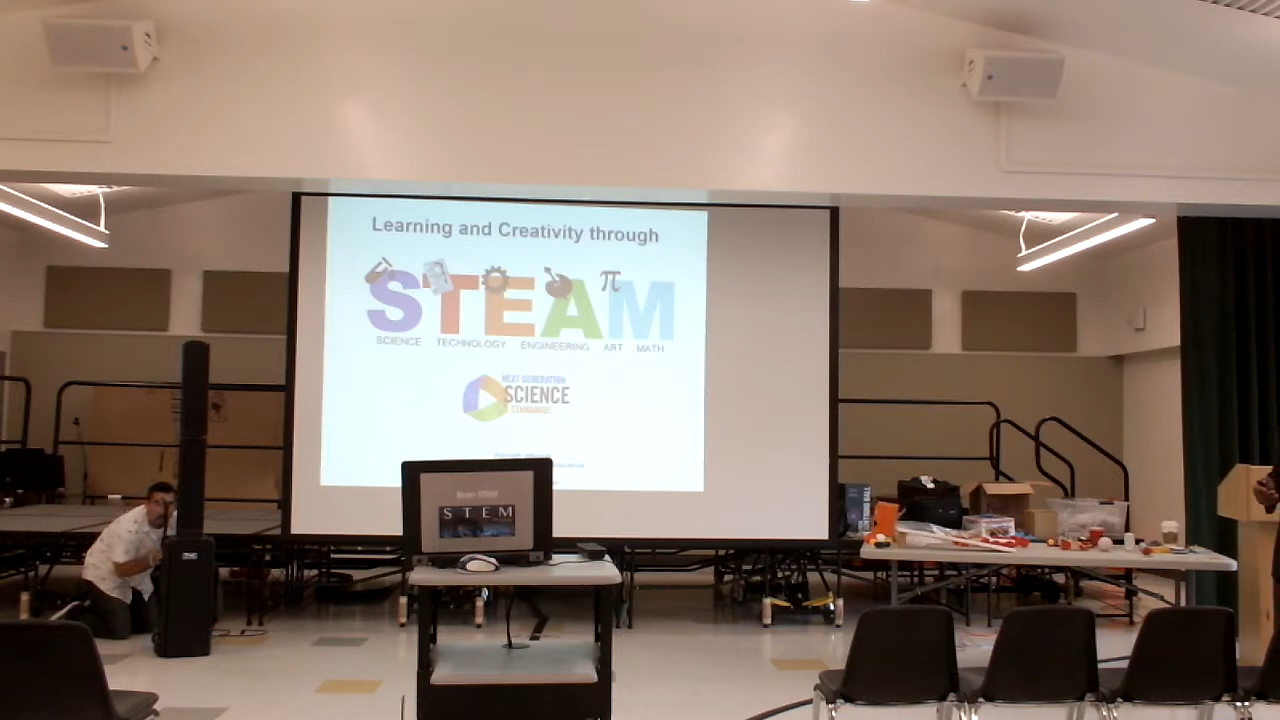 Learning and Creativity through
STEAM
SCIENCE TECHNOLOGY ENGINEERING ART MATH
π
NEXT GENERATION
SCIENCE
STANDARDS
STEM